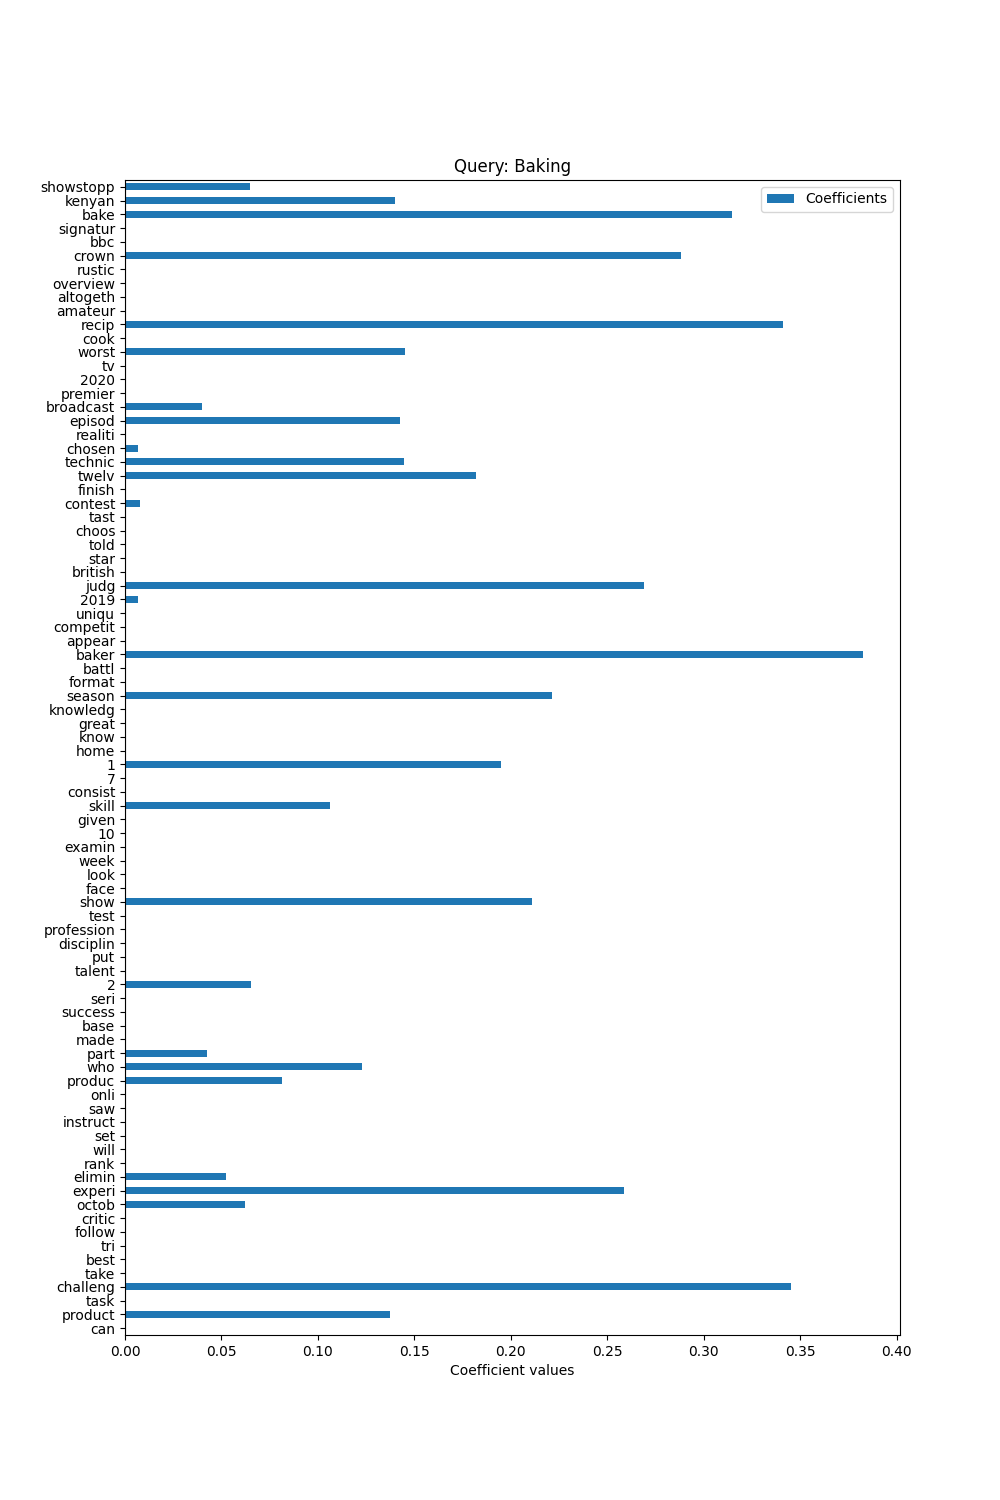 Query: Baking
Coefficients
showstopp
kenyan
bake
signatur
bbc
crown
rustic
overview
altogeth
amateur
recip
cook
worst
tv
2020
premier
broadcast
episod
realiti
chosen
technic
twelv
finish
contest
tast
choos
told
star
british
judg
2019
uniqu
competit
appear
baker
battl
format
season
knowledg
great
know
home
1
7
consist
skill
given
10
examin
week
look
face
show
test
profession
disciplin
put
talent
2
seri
success
base
made
part
who
produc
onli
saw
instruct
set
will
rank
elimin
experi
octob
critic
follow
tri
best
take
challeng
task
product
can
0.00 0.05 0.10 0.15 0.20 0.25 0.30 0.35 0.40
Coefficient values